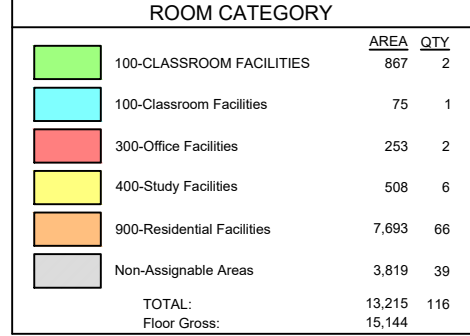 ROOM CATEGORY
AREA QTY
100-CLASSROOM FACILITIES 867 2
100-Classroom Facilities 75 1
300-Office Facilities 253 2
400-Study Facilities 508 6
900-Residential Facilities 7,693 66
Non-Assignable Areas 3,819 39
TOTAL: 13,215 116
Floor Gross: 15,144